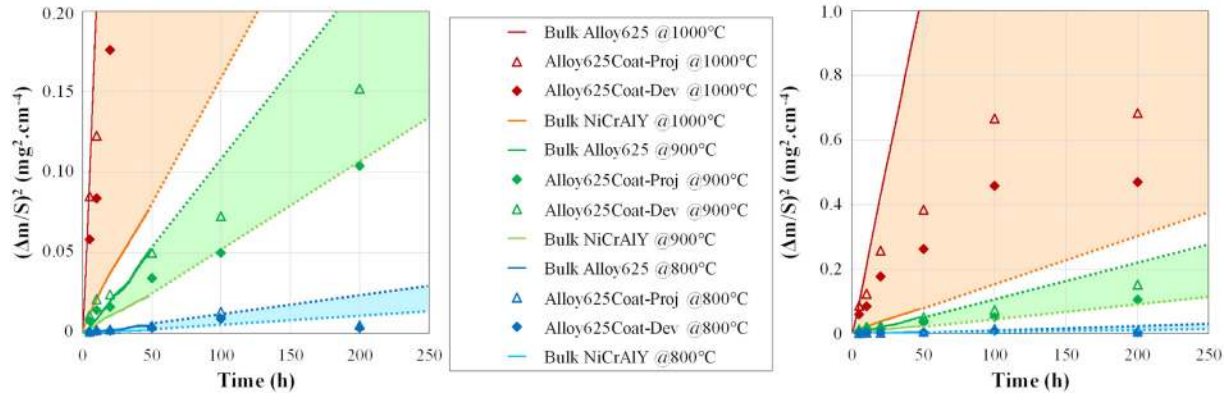 (Δm/S)² (mg².cm⁻⁴)
0.20
0.15
0.10
0.05
0
0 50 100 150 200 250
Time (h)
Bulk Alloy625 @1000°C
Alloy625Coat-Proj @1000°C
Alloy625Coat-Dev @1000°C
Bulk NiCrAlY @1000°C
Bulk Alloy625 @900°C
Alloy625Coat-Proj @900°C
Alloy625Coat-Dev @900°C
Bulk NiCrAlY @900°C
Bulk Alloy625 @800°C
Alloy625Coat-Proj @800°C
Alloy625Coat-Dev @800°C
Bulk NiCrAlY @800°C
(Δm/S)² (mg².cm⁻⁴)
1.0
0.8
0.6
0.4
0.2
0
0 50 100 150 200 250
Time (h)